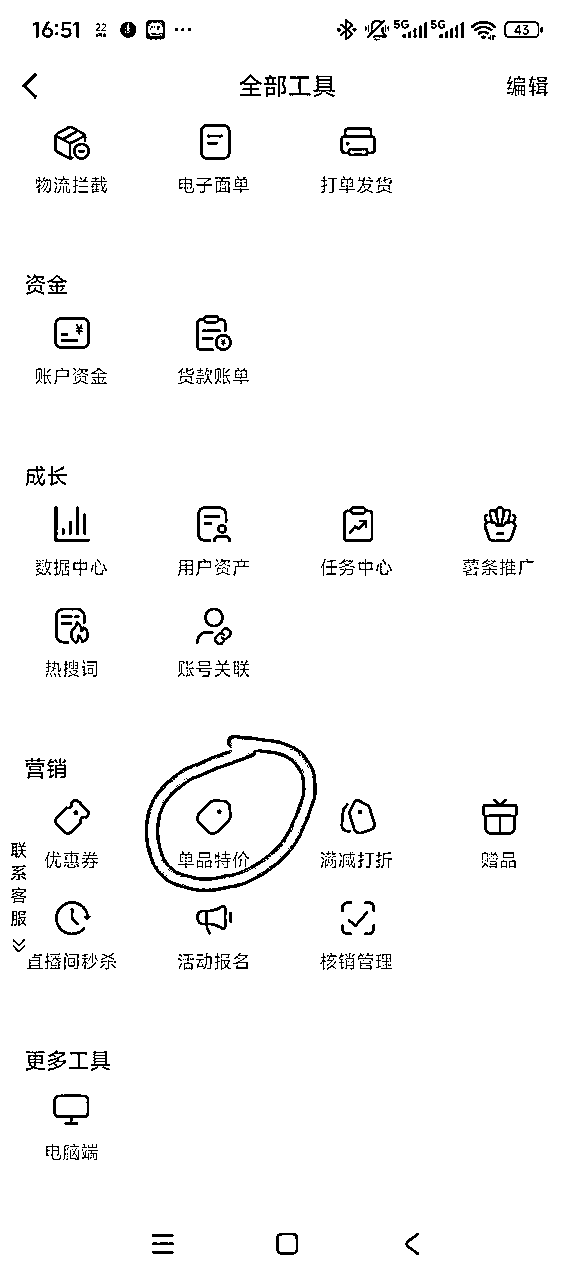 16:51 22 5G 5G 43
全部工具 编辑
物流拦截 电子面单 打单发货
资金
账户资金 货款账单
成长
数据中心 用户资产 任务中心 薯条推广
热搜词 账号关联
营销
优惠券 单品特价 满减打折 赠品
联系客服
直播间秒杀 活动报名 核销管理
更多工具
电脑端